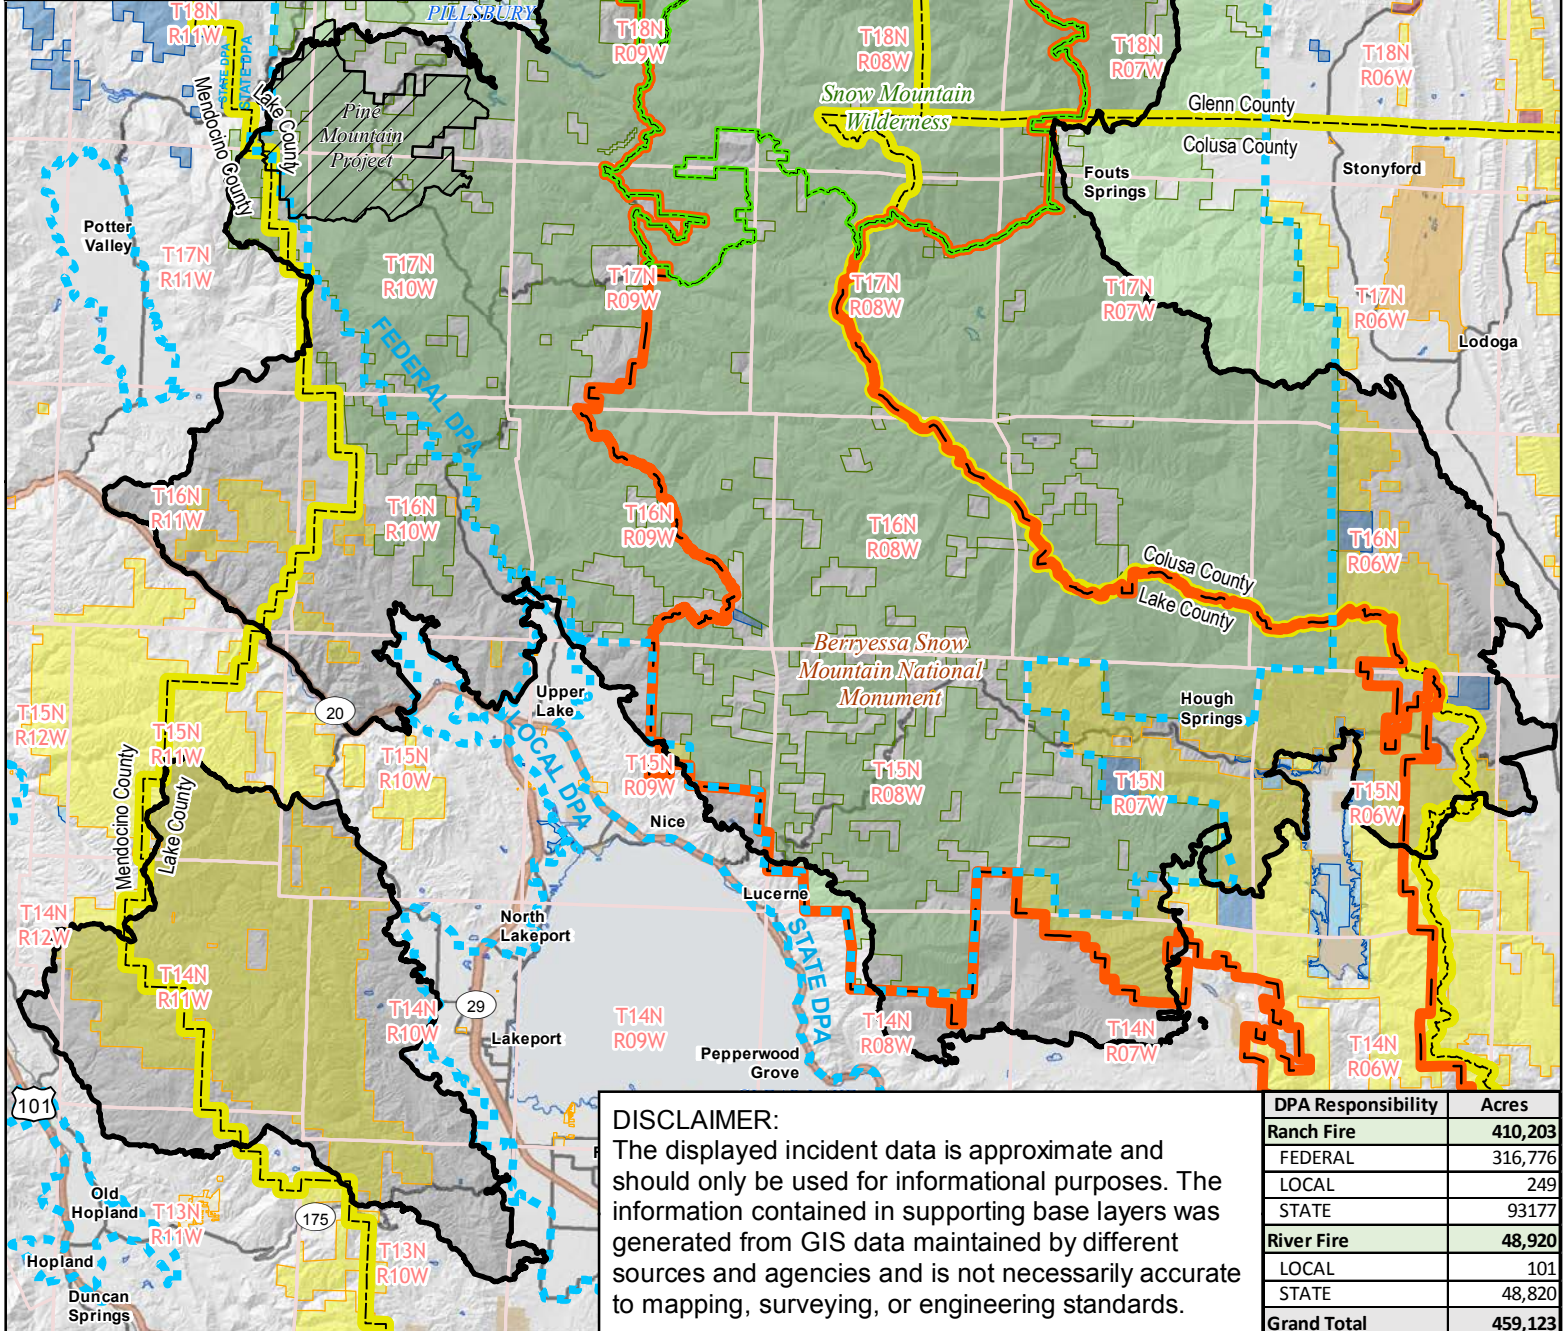 T18N
R11W
PILLSBURY
T18N
R09W
T18N
R08W
T18N
R07W
T18N
R06W
STATE DPA
STATE DPA
Mendocino County
Lake County
Pine
Mountain
Project
Snow Mountain
Wilderness
Glenn County
Colusa County
Stonyford
Fouts
Springs
Potter
Valley
T17N
R11W
T17N
R10W
T17N
R09W
T17N
R08W
T17N
R07W
T17N
R06W
Lodoga
FEDERAL DPA
T16N
R11W
T16N
R10W
T16N
R09W
T16N
R08W
T16N
R06W
Colusa County
Lake County
Berryessa Snow
Mountain National
Monument
Upper
Lake
Hough
Springs
20
T15N
R12W
T15N
R11W
T15N
R10W
LOCAL DPA
T15N
R09W
T15N
R08W
T15N
R07W
T15N
R06W
Nice
Mendocino County
Lake County
Lucerne
T14N
R12W
North
Lakeport
STATE DPA
T14N
R11W
T14N
R10W
29
Lakeport
T14N
R09W
T14N
R08W
T14N
R07W
T14N
R06W
Pepperwood
Grove
101
Old
Hopland
T13N
R11W
175
T13N
R10W
Hopland
Duncan
Springs
DISCLAIMER:
The displayed incident data is approximate and
should only be used for informational purposes. The
information contained in supporting base layers was
generated from GIS data maintained by different
sources and agencies and is not necessarily accurate
to mapping, surveying, or engineering standards.
DPA Responsibility Acres
Ranch Fire 410,203
FEDERAL 316,776
LOCAL 249
STATE 93177
River Fire 48,920
LOCAL 101
STATE 48,820
Grand Total 459,123